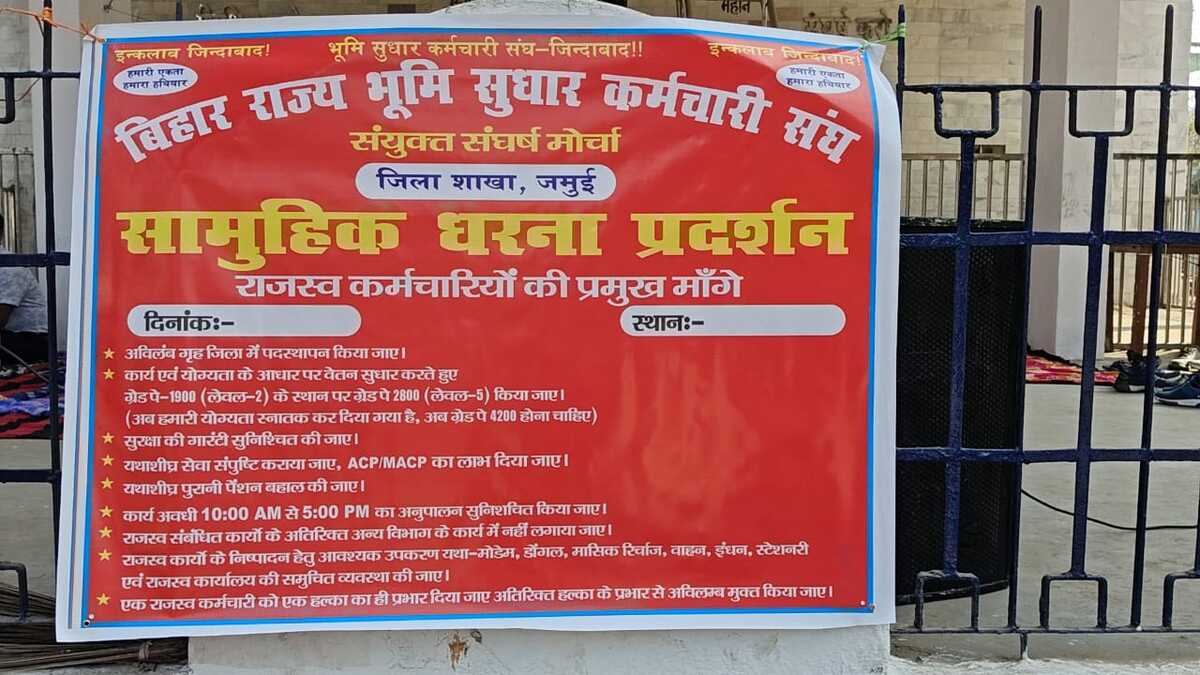 महान
इन्कलाब जिन्दाबाद!
भूमि सुधार कर्मचारी संघ–जिन्दाबाद!!
इन्कलाब जिन्दाबाद!
हमारी एकता
हमारा हथियार
हमारी एकता
हमारा हथियार
बिहार राज्य भूमि सुधार कर्मचारी संघ
संयुक्त संघर्ष मोर्चा
जिला शाखा, जमुई
सामुहिक धरना प्रदर्शन
राजस्व कर्मचारियों की प्रमुख माँगे
दिनांक:-
स्थान:-
अविलंब गृह जिला में पदस्थापन किया जाए।
कार्य एवं योग्यता के आधार पर वेतन सुधार करते हुए
ग्रेड पे-1900 (लेवल-2) के स्थान पर ग्रेड पे 2800 (लेवल-5) किया जाए।
(अब हमारी योग्यता स्नातक कर दिया गया है, अब ग्रेड पे 4200 होना चाहिए)
सुरक्षा की गारंटी सुनिश्चित की जाए।
यथाशीघ्र सेवा संपुष्टि कराया जाए, ACP/MACP का लाभ दिया जाए।
यथाशीघ्र पुरानी पेंशन बहाल की जाए।
कार्य अवधी 10:00 AM से 5:00 PM का अनुपालन सुनिशचित किया जाए।
राजस्व संबंधित कार्यो के अतिरिक्त अन्य विभाग के कार्य में नहीं लगाया जाए।
राजस्व कार्यो के निष्पादन हेतु आवश्यक उपकरण यथा-मोडेम, डोंगल, मासिक रिर्चाज, वाहन, इंधन, स्टेशनरी
एवं राजस्व कार्यालय की समुचित व्यवस्था की जाए।
एक राजस्व कर्मचारी को एक हल्का का ही प्रभार दिया जाए अतिरिक्त हल्का के प्रभार से अविलम्ब मुक्त किया जाए।